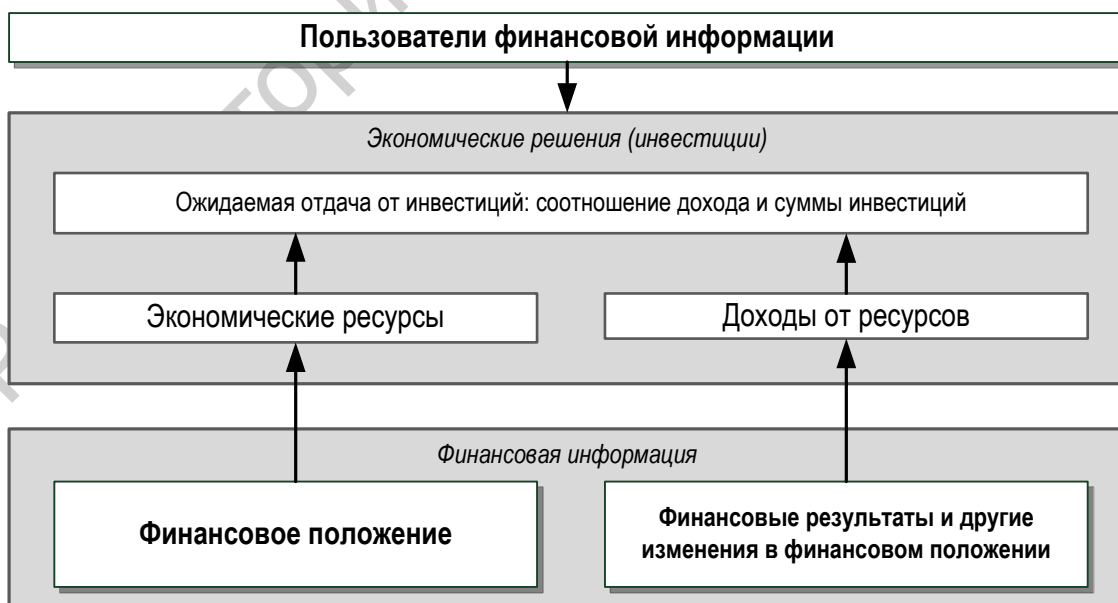 Пользователи финансовой информации
Экономические решения (инвестиции)
Ожидаемая отдача от инвестиций: соотношение дохода и суммы инвестиций
Экономические ресурсы
Доходы от ресурсов
Финансовая информация
Финансовое положение
Финансовые результаты и другие
изменения в финансовом положении